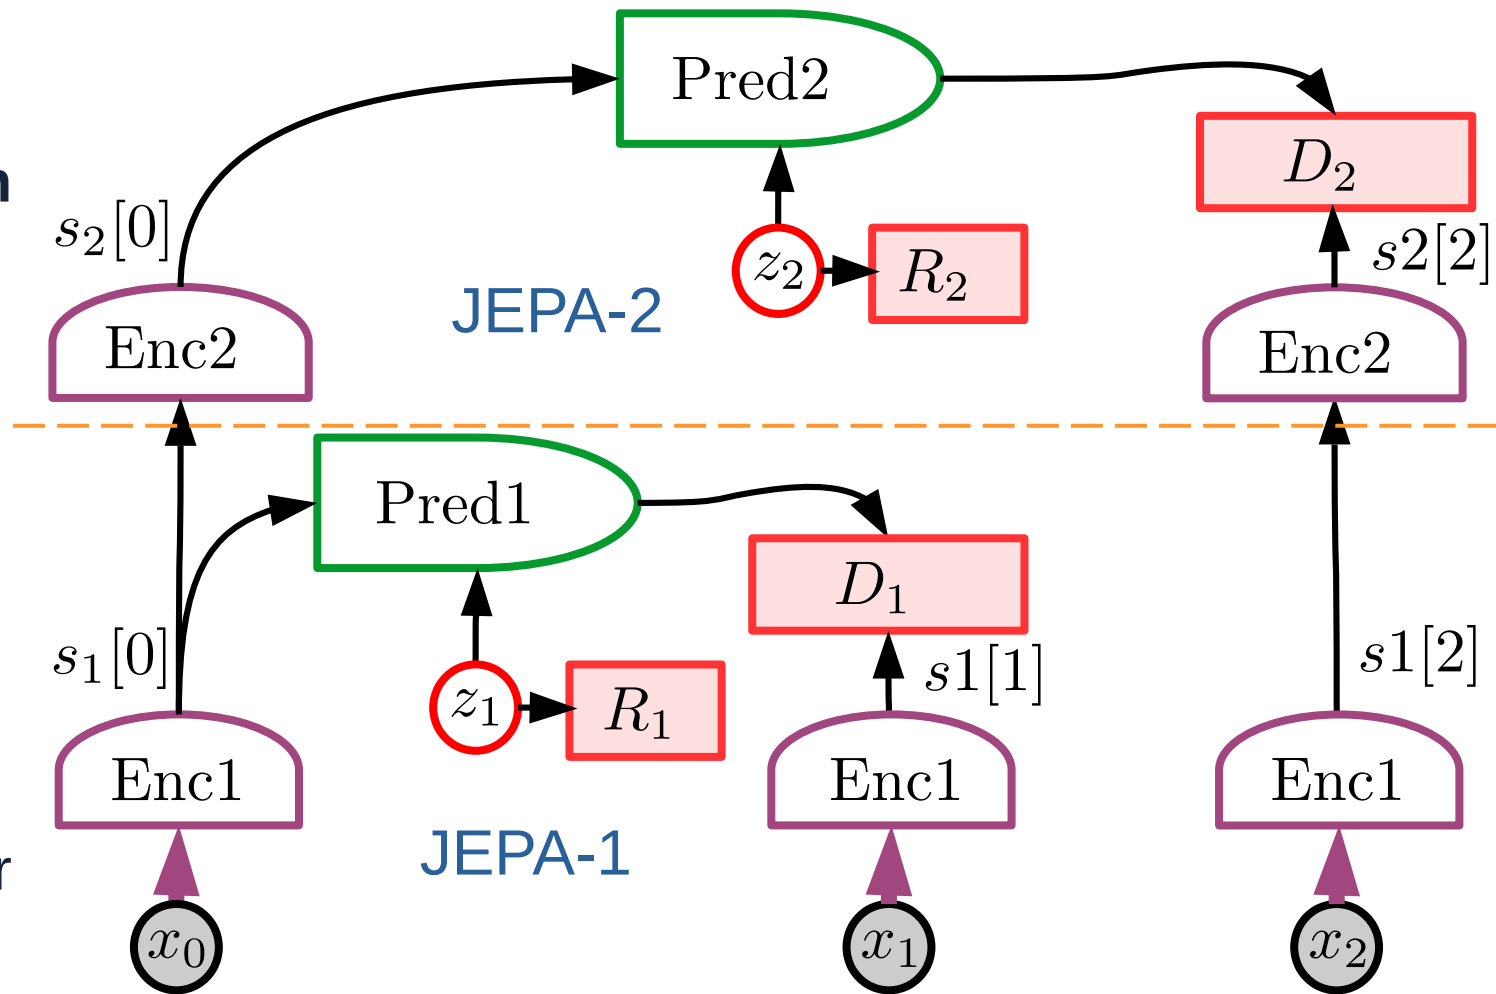 Pred2
D₂
n
s₂[0]
z₂
R₂
s2[2]
JEPA-2
Enc2
Enc2
Pred1
D₁
s₁[0]
s1[1]
s1[2]
z₁
R₁
Enc1
Enc1
Enc1
JEPA-1
r
x₀
x₁
x₂